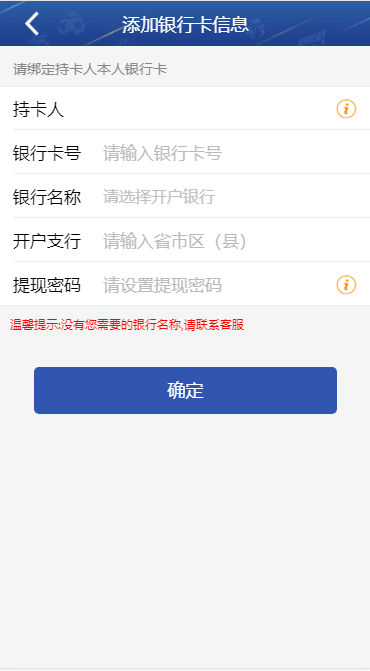 添加银行卡信息
请绑定持卡人本人银行卡
持卡人
银行卡号 请输入银行卡号
银行名称 请选择开户银行
开户支行 请输入省市区（县）
提现密码 请设置提现密码
温馨提示:没有您需要的银行名称,请联系客服
确定